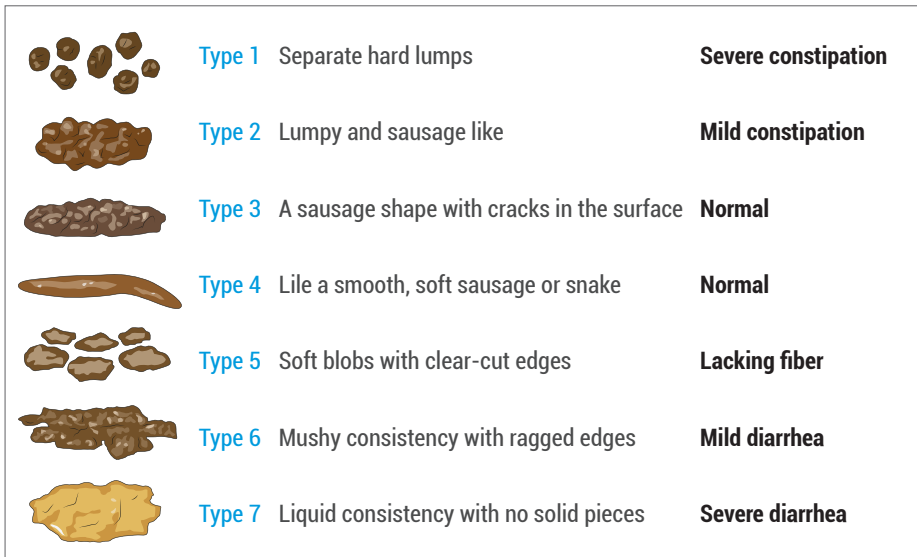 Type 1 Separate hard lumps Severe constipation
Type 2 Lumpy and sausage like Mild constipation
Type 3 A sausage shape with cracks in the surface Normal
Type 4 Lile a smooth, soft sausage or snake Normal
Type 5 Soft blobs with clear-cut edges Lacking fiber
Type 6 Mushy consistency with ragged edges Mild diarrhea
Type 7 Liquid consistency with no solid pieces Severe diarrhea